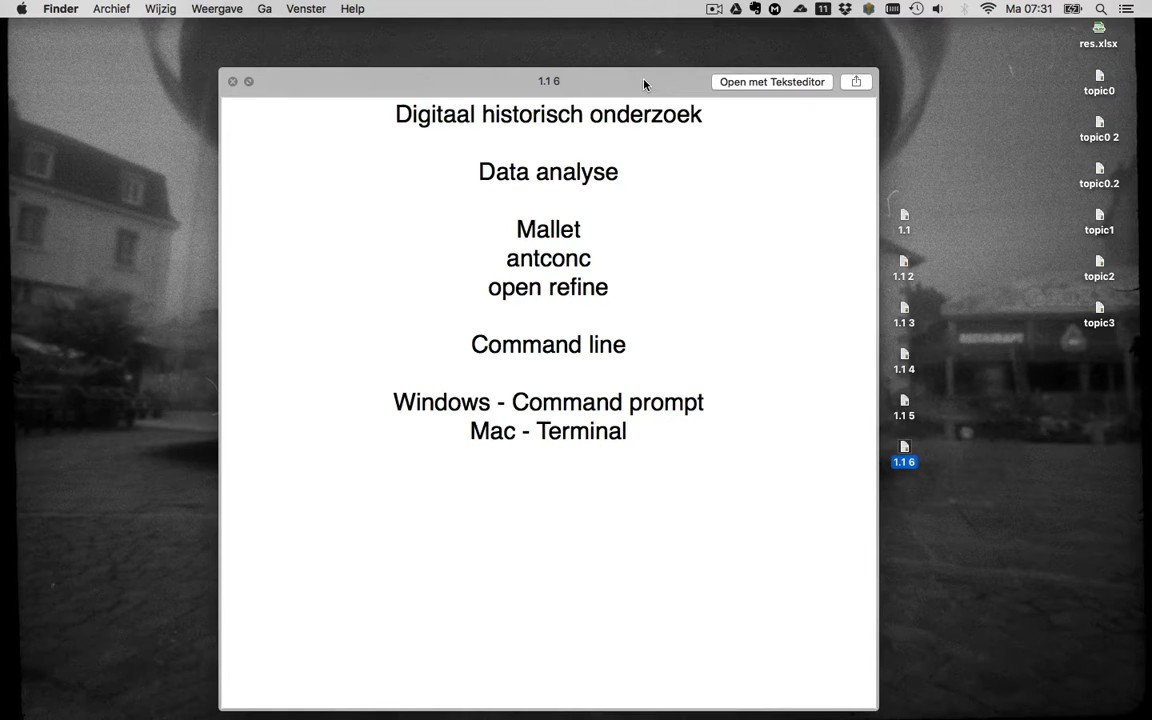 Finder Archief Wijzig Weergave Ga Venster Help
11 Ma 07:31
1.1 6
Open met Teksteditor
Digitaal historisch onderzoek
Data analyse
Mallet
antconc
open refine
Command line
Windows - Command prompt
Mac - Terminal
1.1
1.1 2
1.1 3
1.1 4
1.1 5
1.1 6
res.xlsx
topic0
topic0 2
topic0.2
topic1
topic2
topic3